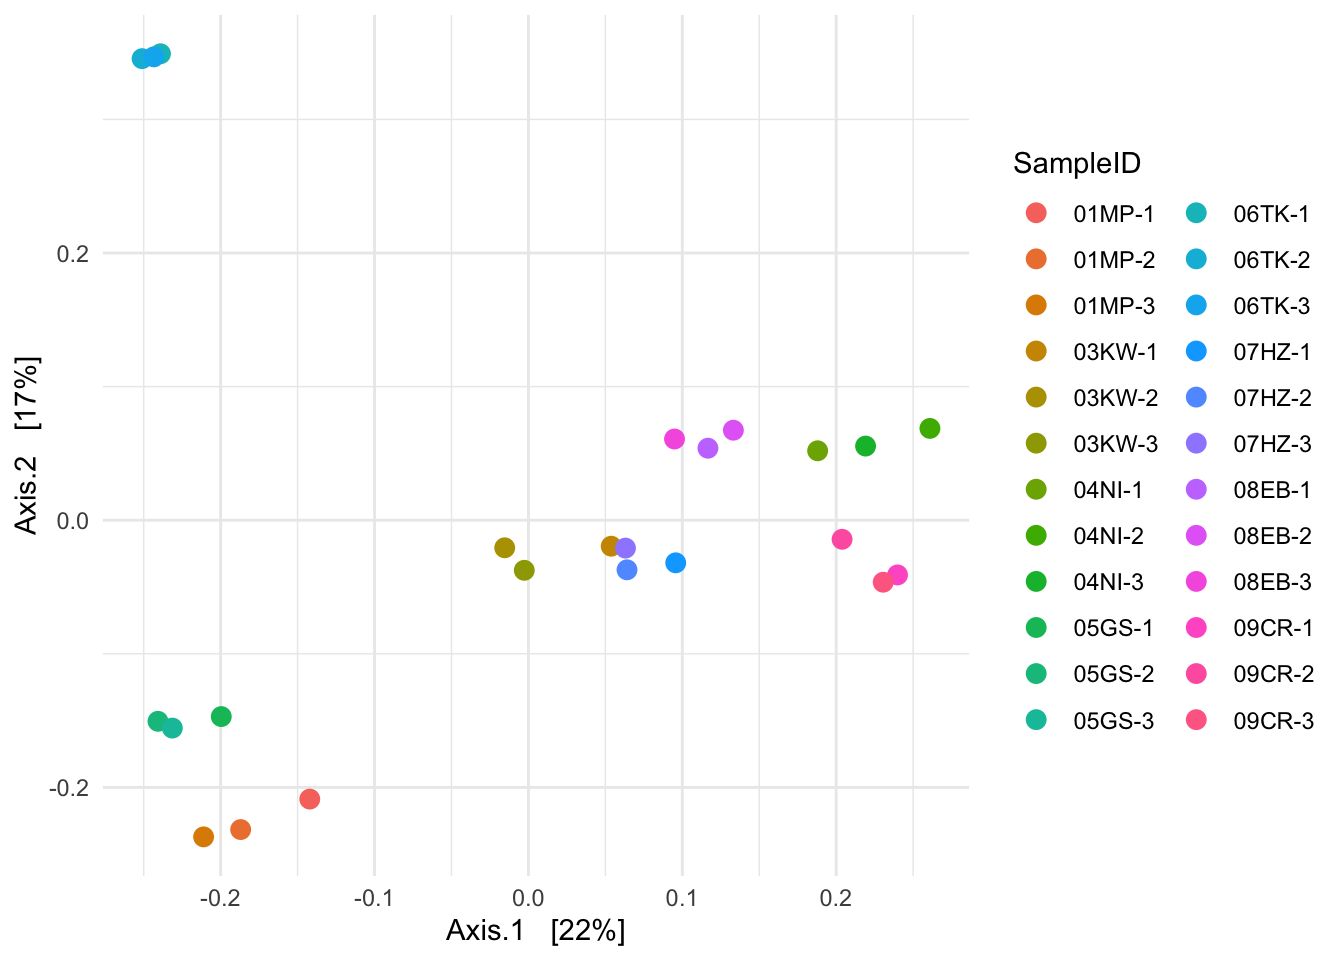 0.2
0.0
-0.2
-0.2
-0.1
0.0
0.1
0.2
Axis.1 [22%]
Axis.2 [17%]
SampleID
01MP-1
01MP-2
01MP-3
03KW-1
03KW-2
03KW-3
04NI-1
04NI-2
04NI-3
05GS-1
05GS-2
05GS-3
06TK-1
06TK-2
06TK-3
07HZ-1
07HZ-2
07HZ-3
08EB-1
08EB-2
08EB-3
09CR-1
09CR-2
09CR-3